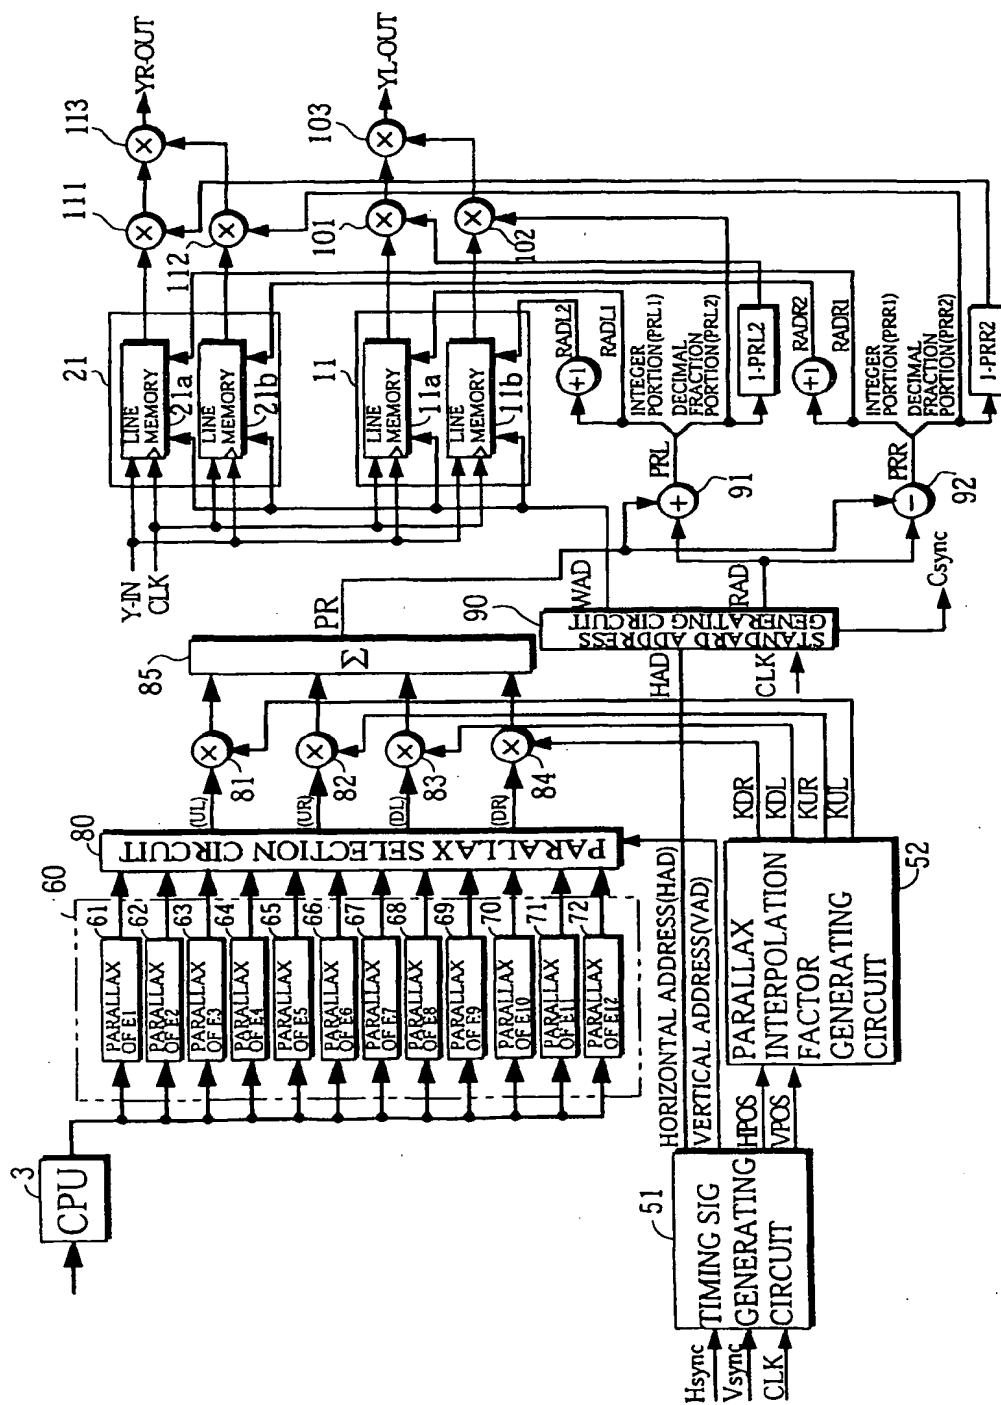 3
CPU
60
61
PARALLAX
OF E1
62
PARALLAX
OF E2
63
PARALLAX
OF E3
64
PARALLAX
OF E4
65
PARALLAX
OF E5
66
PARALLAX
OF E6
67
PARALLAX
OF E7
68
PARALLAX
OF E8
69
PARALLAX
OF E9
70
PARALLAX
OF E10
71
PARALLAX
OF E11
72
PARALLAX
OF E12
80
PARALLAX SELECTION CIRCUIT
(UL)
(UR)
(DL)
(DR)
×
81
×
82
×
83
×
84
85
Σ
PR
Y-IN
CLK
21
LINE
MEMORY
21a
LINE
MEMORY
21b
11
LINE
MEMORY
11a
LINE
MEMORY
11b
111
×
112
×
113
×
YR-OUT
101
×
102
×
103
×
YL-OUT
Hsync
Vsync
CLK
51
TIMING SIG
GENERATING
CIRCUIT
HORIZONTAL ADDRESS(HAD)
VERTICAL ADDRESS(VAD)
HPOS
VPOS
52
PARALLAX
INTERPOLATION
FACTOR
GENERATING
CIRCUIT
KDR
KDL
KUR
KUL
HAD
CLK
90
STANDARD ADDRESS
GENERATING CIRCUIT
WAD
RAD
Csync
+
91
−
92
PRL
PRR
+1
RADL2
RADL1
INTEGER
PORTION(PRL1)
DECIMAL
FRACTION
PORTION(PRL2)
1-PRL2
+1
RADR2
RADR1
INTEGER
PORTION(PRR1)
DECIMAL
FRACTION
PORTION(PRR2)
1-PRR2